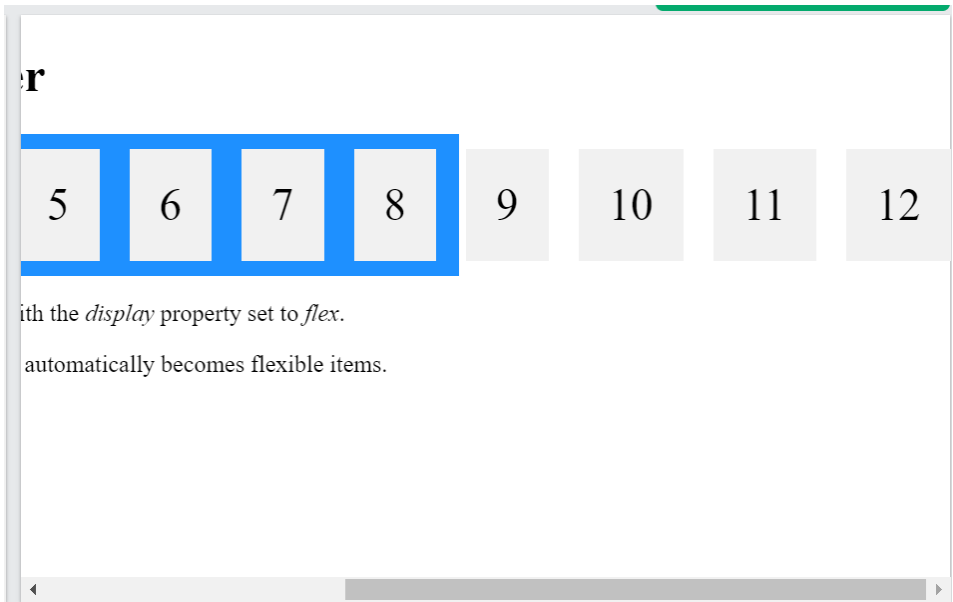 er
5 6 7 8 9 10 11 12
ith the display property set to flex.
automatically becomes flexible items.